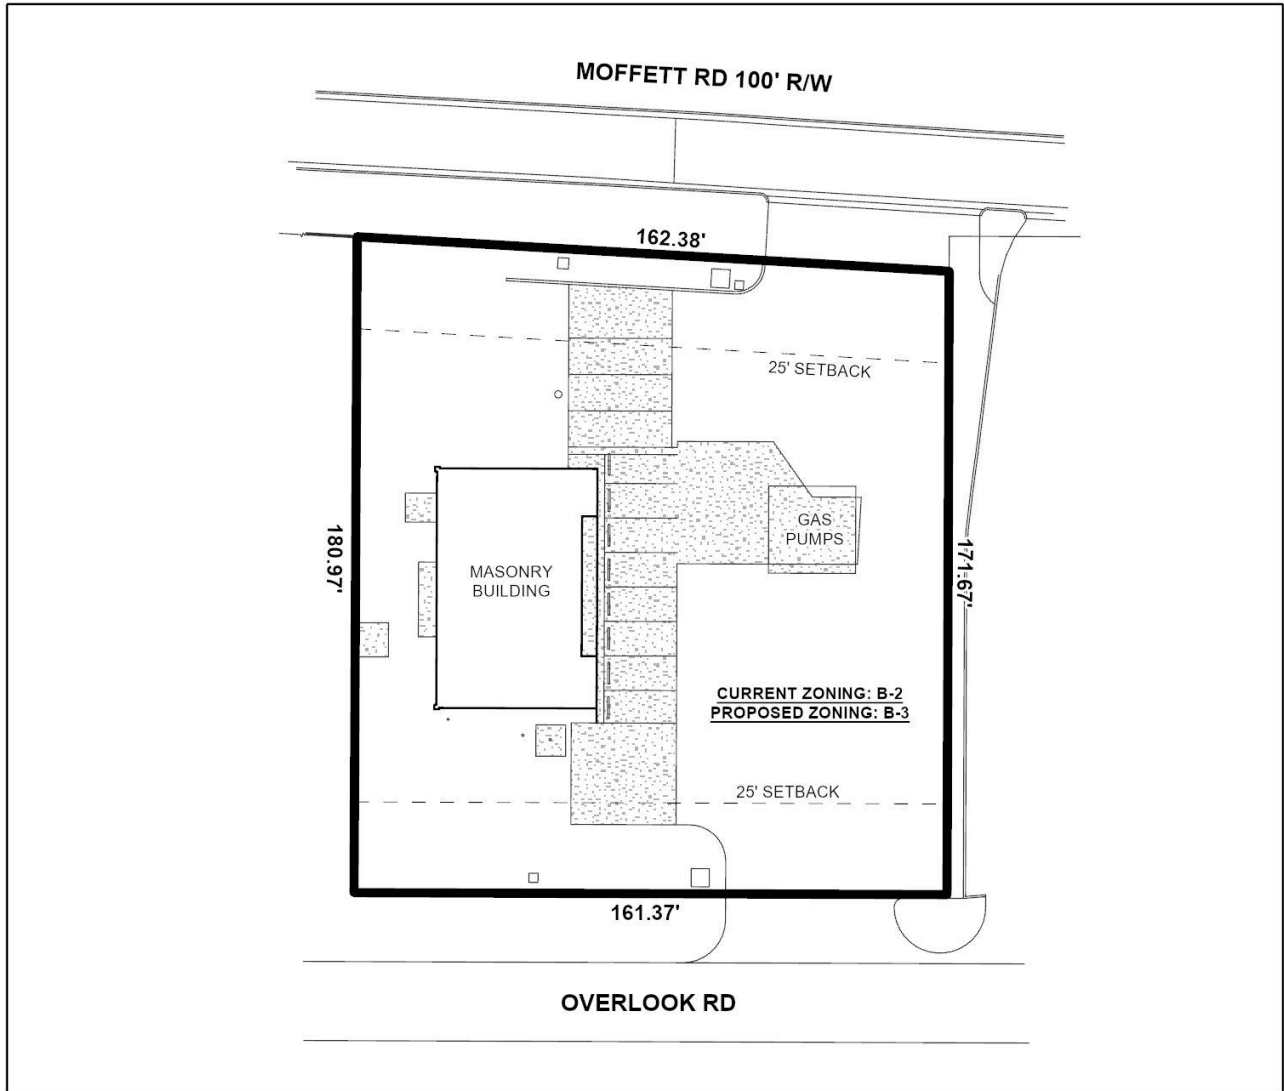 MOFFETT RD 100' R/W
162.38'
25' SETBACK
GAS
PUMPS
180.97'
MASONRY
BUILDING
171.67'
CURRENT ZONING: B-2
PROPOSED ZONING: B-3
25' SETBACK
161.37'
OVERLOOK RD